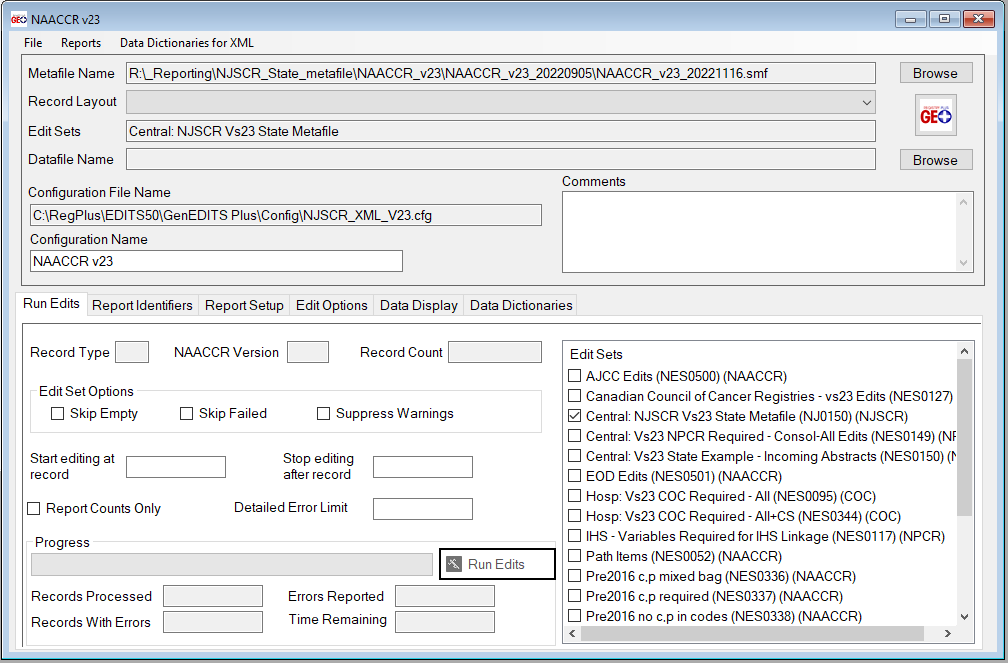 GEO NAACCR v23
File Reports Data Dictionaries for XML
Metafile Name R:\_Reporting\NJSCR_State_metafile\NAACCR_v23\NAACCR_v23_20220905\NAACCR_v23_20221116.smf Browse
Record Layout
REGISTRY PLUS
GEO
Edit Sets Central: NJSCR Vs23 State Metafile
Datafile Name Browse
Configuration File Name
C:\RegPlus\EDITS50\GenEDITS Plus\Config\NJSCR_XML_V23.cfg
Configuration Name
NAACCR v23
Comments
Run Edits Report Identifiers Report Setup Edit Options Data Display Data Dictionaries
Record Type NAACCR Version Record Count
Edit Set Options
Skip Empty Skip Failed Suppress Warnings
Start editing at
record
Stop editing
after record
Report Counts Only Detailed Error Limit
Progress
Run Edits
Records Processed Errors Reported
Records With Errors Time Remaining
Edit Sets
AJCC Edits (NES0500) (NAACCR)
Canadian Council of Cancer Registries - vs23 Edits (NES0127)
Central: NJSCR Vs23 State Metafile (NJ0150) (NJSCR)
Central: Vs23 NPCR Required - Consol-All Edits (NES0149) (NP
Central: Vs23 State Example - Incoming Abstracts (NES0150) (N
EOD Edits (NES0501) (NAACCR)
Hosp: Vs23 COC Required - All (NES0095) (COC)
Hosp: Vs23 COC Required - All+CS (NES0344) (COC)
IHS - Variables Required for IHS Linkage (NES0117) (NPCR)
Path Items (NES0052) (NAACCR)
Pre2016 c,p mixed bag (NES0336) (NAACCR)
Pre2016 c,p required (NES0337) (NAACCR)
Pre2016 no c,p in codes (NES0338) (NAACCR)